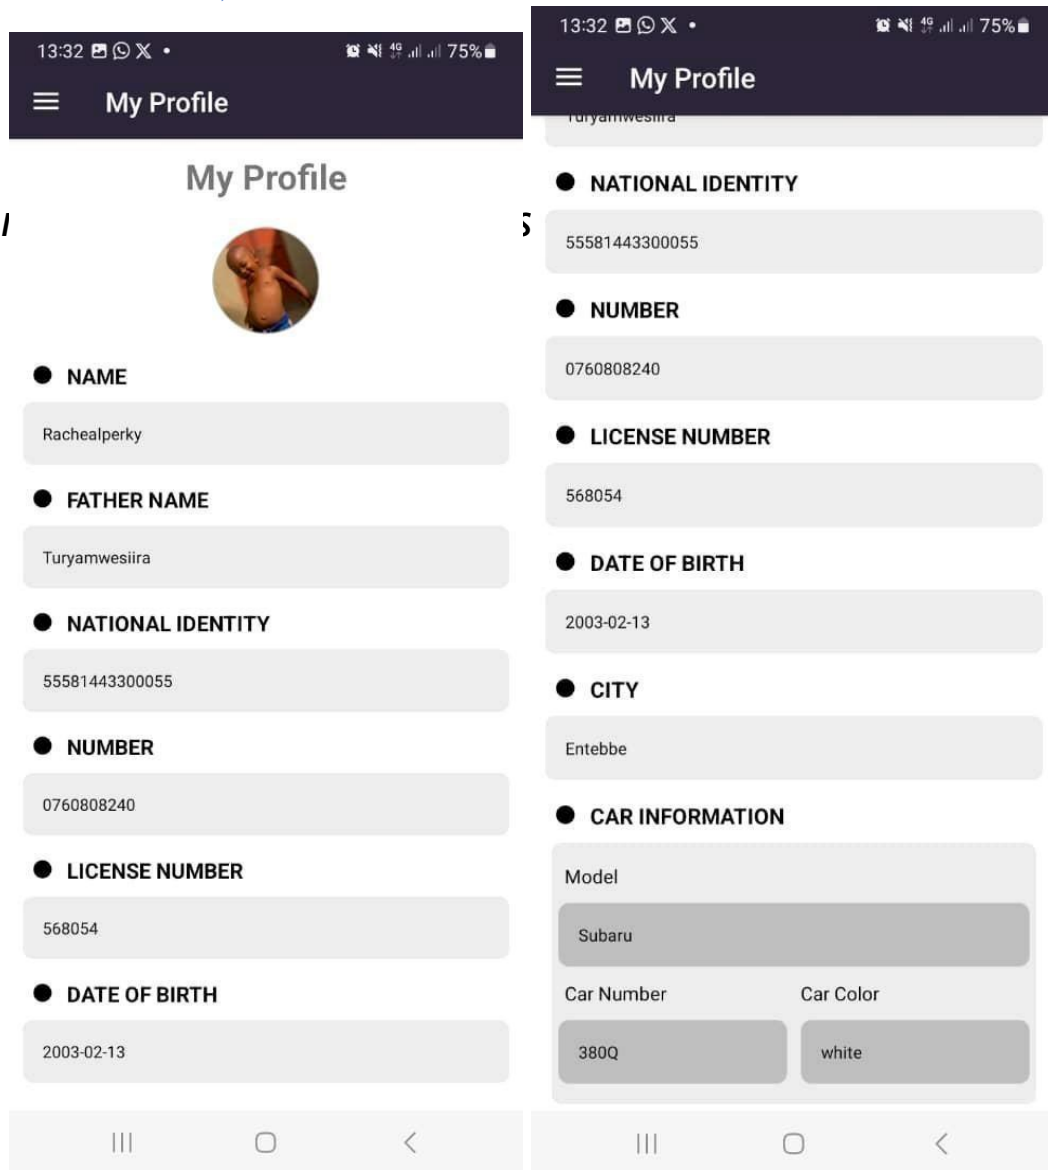 13:32 75%
My Profile
My Profile
NAME
Rachealperky
FATHER NAME
Turyamwesiira
NATIONAL IDENTITY
55581443300055
NUMBER
0760808240
LICENSE NUMBER
568054
DATE OF BIRTH
2003-02-13
13:32 4G 75%
My Profile
Turyamwesiira
NATIONAL IDENTITY
55581443300055
NUMBER
0760808240
LICENSE NUMBER
568054
DATE OF BIRTH
2003-02-13
CITY
Entebbe
CAR INFORMATION
Model
Subaru
Car Number Car Color
380Q white